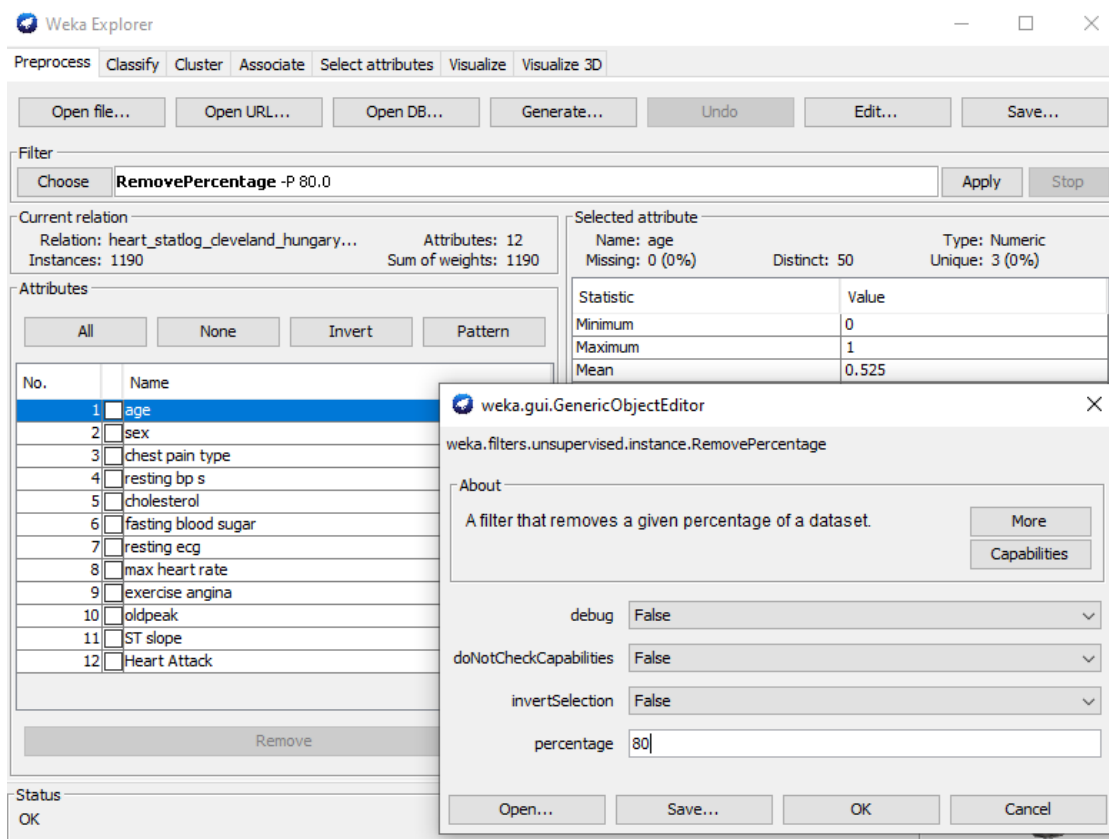 Weka Explorer
Preprocess Classify Cluster Associate Select attributes Visualize Visualize 3D
Open file... Open URL... Open DB... Generate... Undo Edit... Save...
Filter
Choose RemovePercentage -P 80.0 Apply Stop
Current relation
Relation: heart_statlog_cleveland_hungary... Attributes: 12
Instances: 1190 Sum of weights: 1190
Selected attribute
Name: age Type: Numeric
Missing: 0 (0%) Distinct: 50 Unique: 3 (0%)
Statistic Value
Minimum 0
Maximum 1
Mean 0.525
Attributes
All None Invert Pattern
No. Name
1 age
2 sex
3 chest pain type
4 resting bp s
5 cholesterol
6 fasting blood sugar
7 resting ecg
8 max heart rate
9 exercise angina
10 oldpeak
11 ST slope
12 Heart Attack
Remove
Status
OK
weka.gui.GenericObjectEditor
weka.filters.unsupervised.instance.RemovePercentage
About
A filter that removes a given percentage of a dataset.
More
Capabilities
debug False
doNotCheckCapabilities False
invertSelection False
percentage 80
Open... Save... OK Cancel